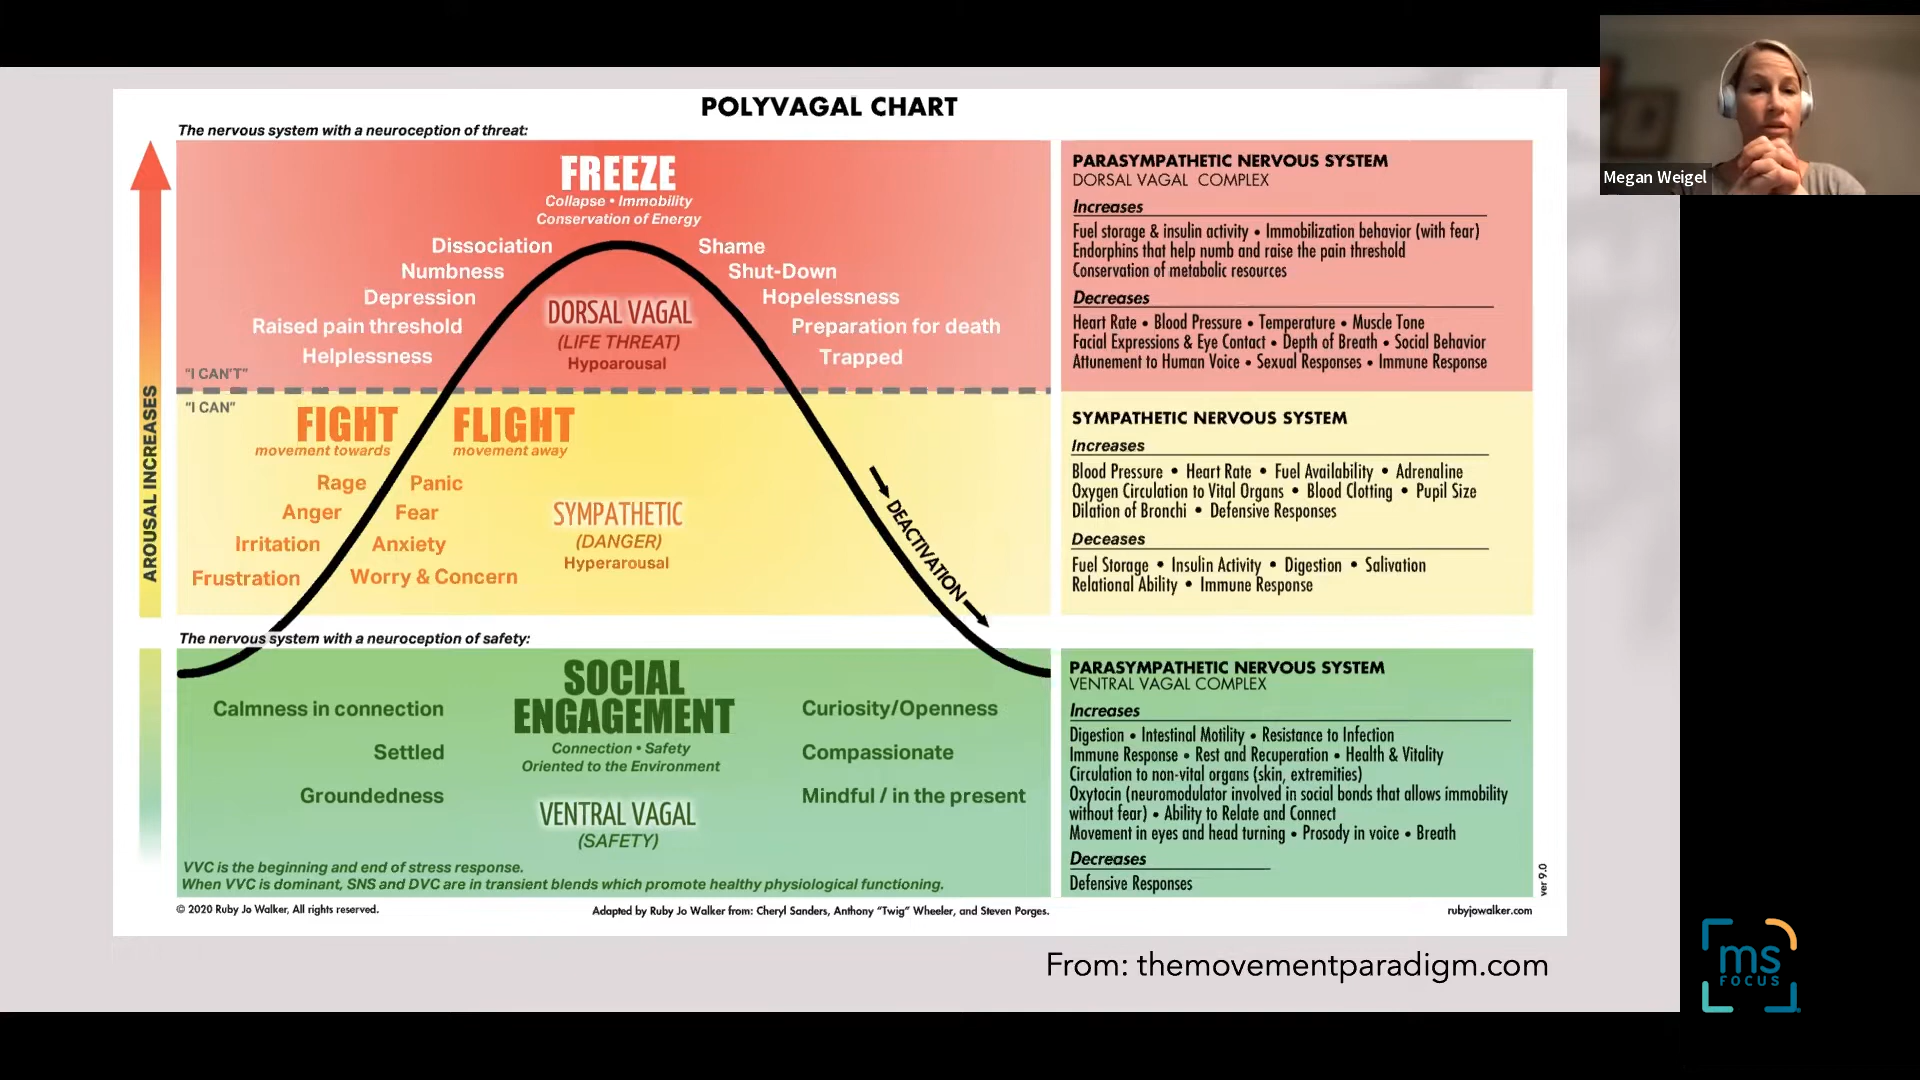 POLYVAGAL CHART
The nervous system with a neuroception of threat:
FREEZE
Collapse • Immobility
Conservation of Energy
Dissociation
Numbness
Depression
Raised pain threshold
Helplessness
Shame
Shut-Down
Hopelessness
Preparation for death
Trapped
DORSAL VAGAL
(LIFE THREAT)
Hypoarousal
"I CAN'T"
"I CAN"
AROUSAL INCREASES
FIGHT
movement towards
FLIGHT
movement away
Rage
Panic
Anger
Fear
Irritation
Anxiety
Frustration
Worry & Concern
SYMPATHETIC
(DANGER)
Hyperarousal
DEACTIVATION
The nervous system with a neuroception of safety:
SOCIAL
ENGAGEMENT
Connection • Safety
Oriented to the Environment
Calmness in connection
Settled
Groundedness
Curiosity/Openness
Compassionate
Mindful / in the present
VENTRAL VAGAL
(SAFETY)
VVC is the beginning and end of stress response.
When VVC is dominant, SNS and DVC are in transient blends which promote healthy physiological functioning.
PARASYMPATHETIC NERVOUS SYSTEM
DORSAL VAGAL COMPLEX
Increases
Fuel storage & insulin activity • Immobilization behavior (with fear)
Endorphins that help numb and raise the pain threshold
Conservation of metabolic resources
Decreases
Heart Rate • Blood Pressure • Temperature • Muscle Tone
Facial Expressions & Eye Contact • Depth of Breath • Social Behavior
Attunement to Human Voice • Sexual Responses • Immune Response
SYMPATHETIC NERVOUS SYSTEM
Increases
Blood Pressure • Heart Rate • Fuel Availability • Adrenaline
Oxygen Circulation to Vital Organs • Blood Clotting • Pupil Size
Dilation of Bronchi • Defensive Responses
Deceases
Fuel Storage • Insulin Activity • Digestion • Salivation
Relational Ability • Immune Response
PARASYMPATHETIC NERVOUS SYSTEM
VENTRAL VAGAL COMPLEX
Increases
Digestion • Intestinal Motility • Resistance to Infection
Immune Response • Rest and Recuperation • Health & Vitality
Circulation to non-vital organs (skin, extremities)
Oxytocin (neuromodulator involved in social bonds that allows immobility
without fear) • Ability to Relate and Connect
Movement in eyes and head turning • Prosody in voice • Breath
Decreases
Defensive Responses
ver 9.0
© 2020 Ruby Jo Walker, All rights reserved.
Adapted by Ruby Jo Walker from: Cheryl Sanders, Anthony "Twig" Wheeler, and Steven Porges.
rubyjowalker.com
From: themovementparadigm.com
Megan Weigel
ms
FOCUS